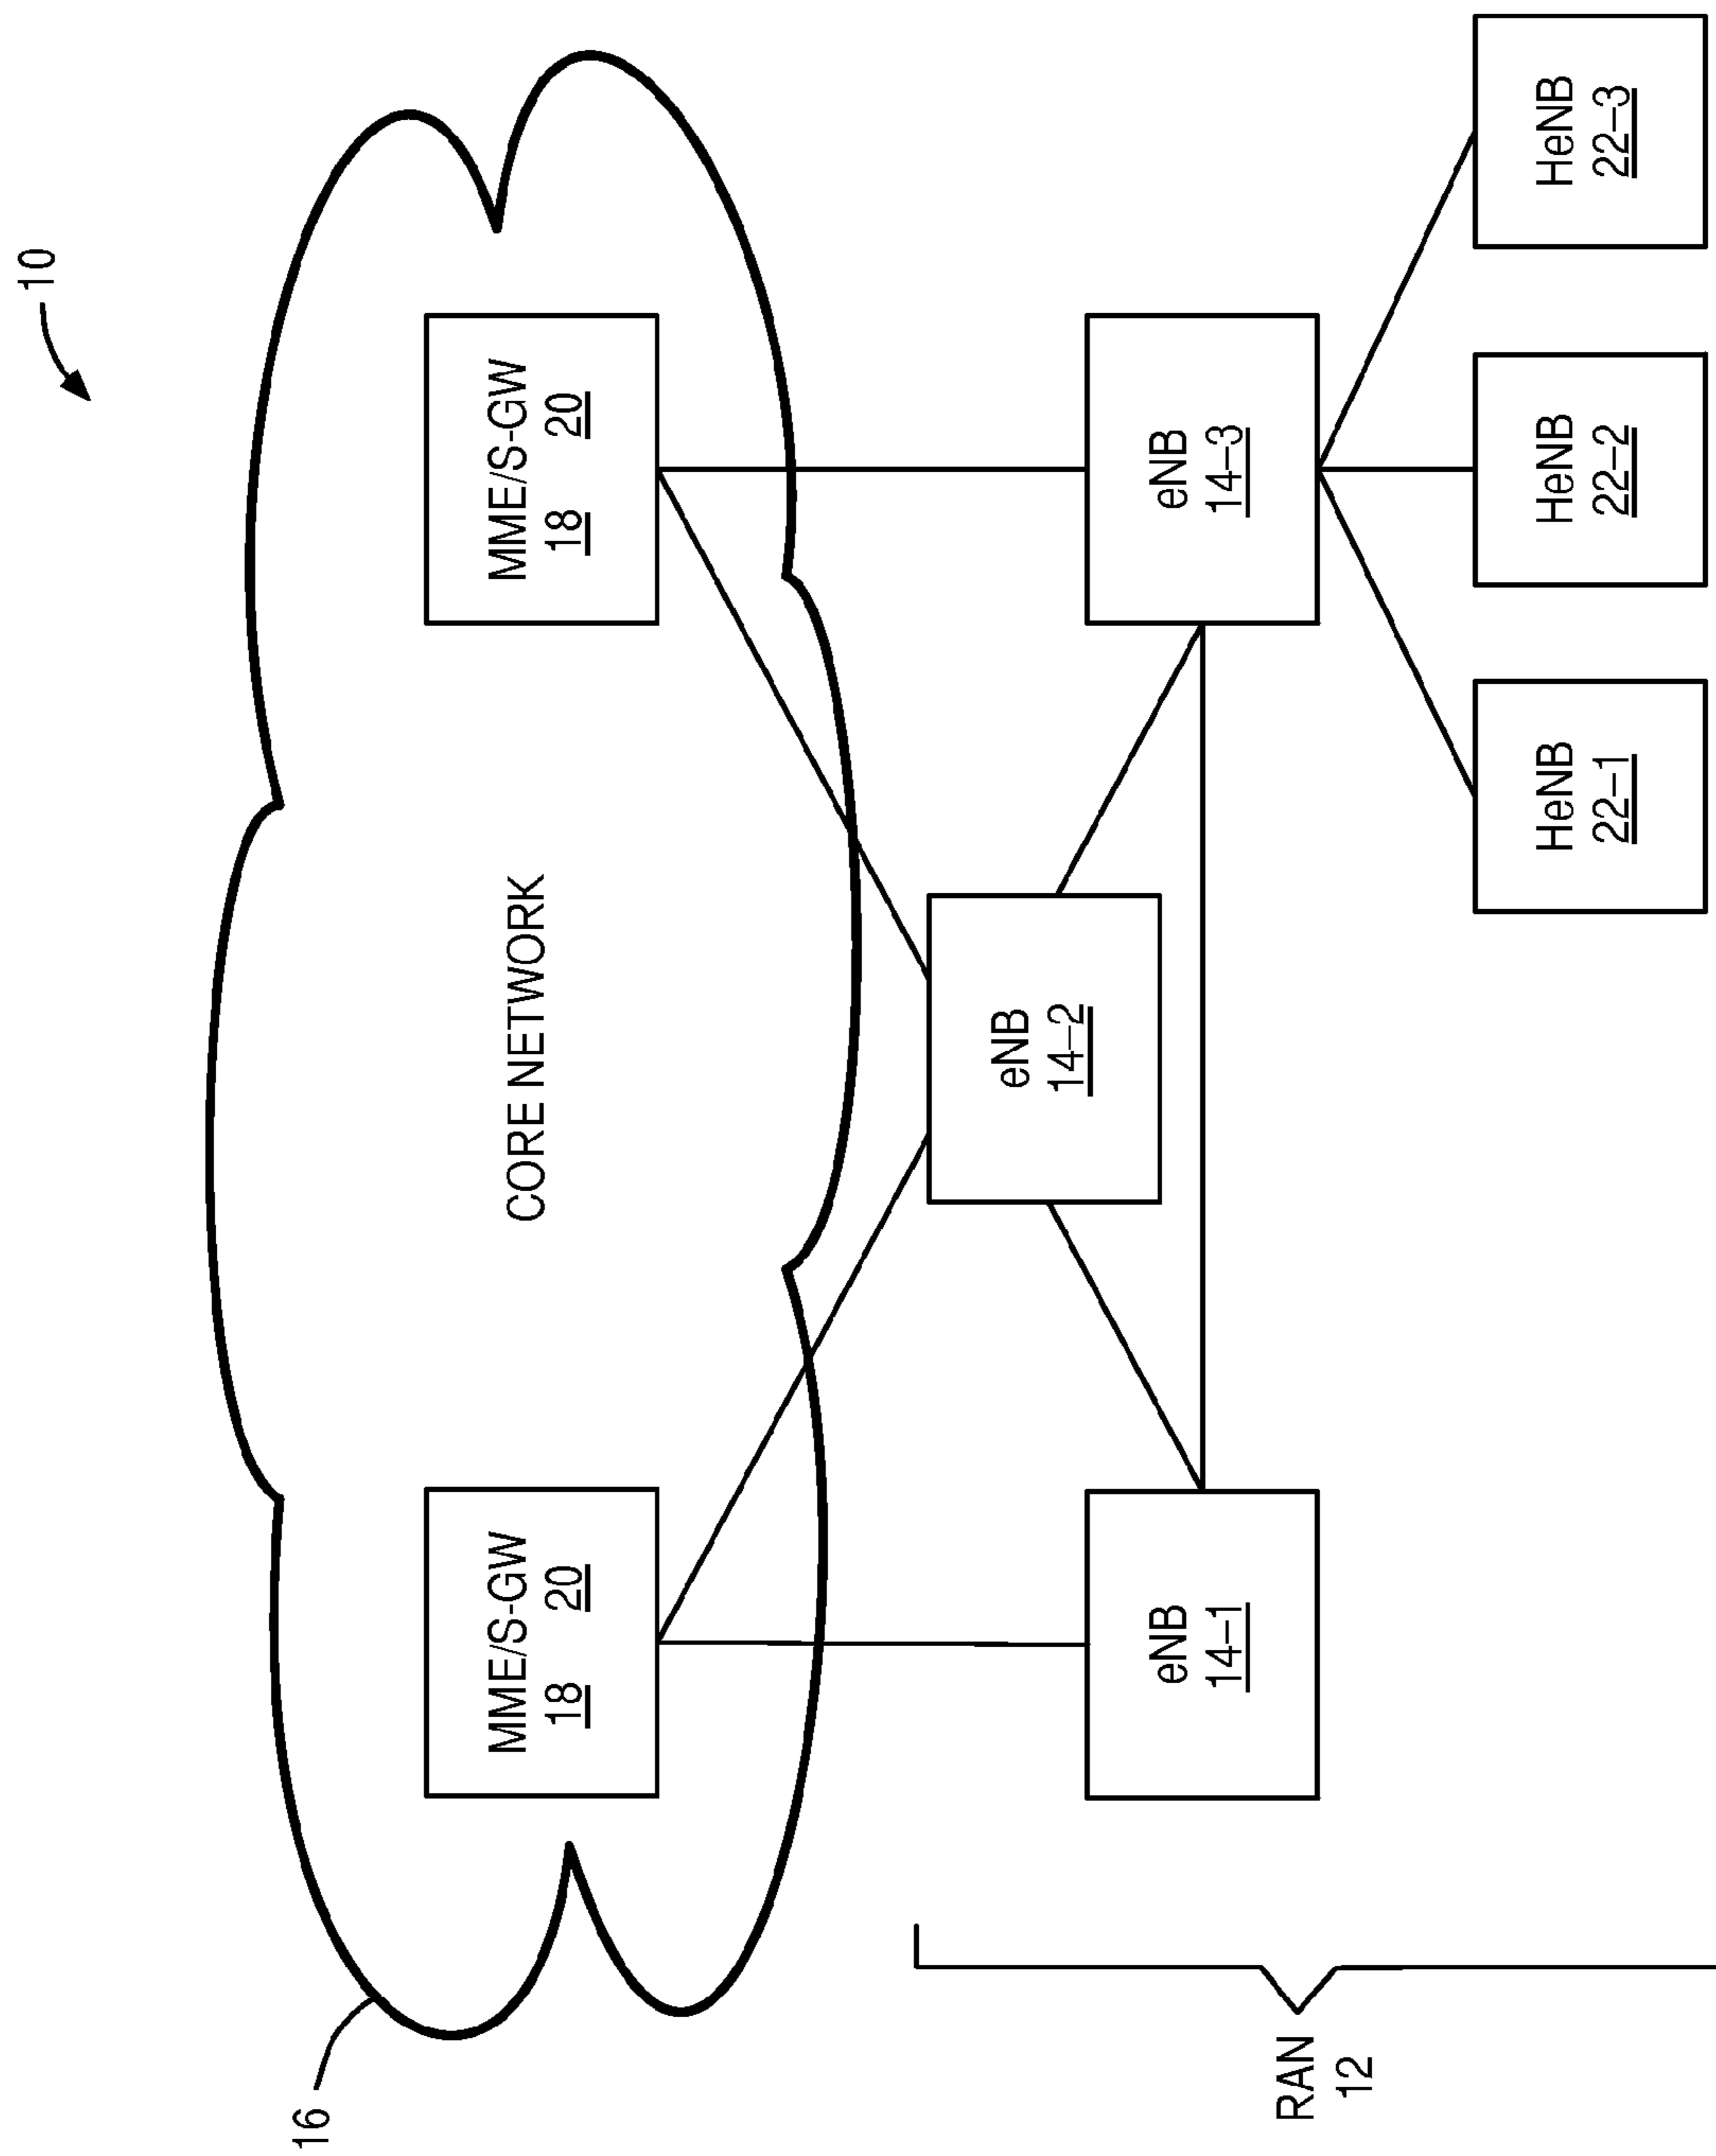 10
16
CORE NETWORK
MME/S-GW
18 20
MME/S-GW
18 20
eNB
14-2
eNB
14-1
eNB
14-3
RAN
12
HeNB
22-1
HeNB
22-2
HeNB
22-3